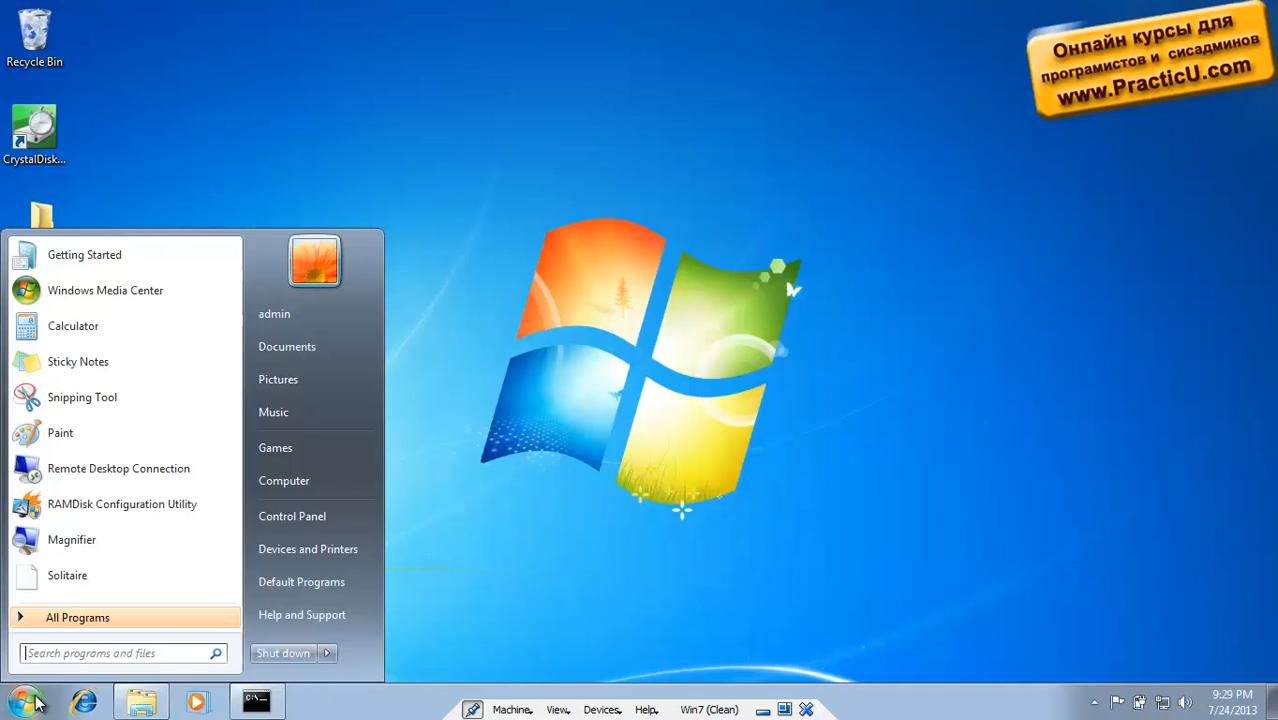 Recycle Bin
CrystalDisk...
Онлайн курсы для
програмистов и сисадминов
www.PracticU.com
Getting Started
Windows Media Center
Calculator
Sticky Notes
Snipping Tool
Paint
Remote Desktop Connection
RAMDisk Configuration Utility
Magnifier
Solitaire
All Programs
Search programs and files
admin
Documents
Pictures
Music
Games
Computer
Control Panel
Devices and Printers
Default Programs
Help and Support
Shut down
C:\
Machine
View
Devices
Help
Win7 (Clean)
9:29 PM
7/24/2013